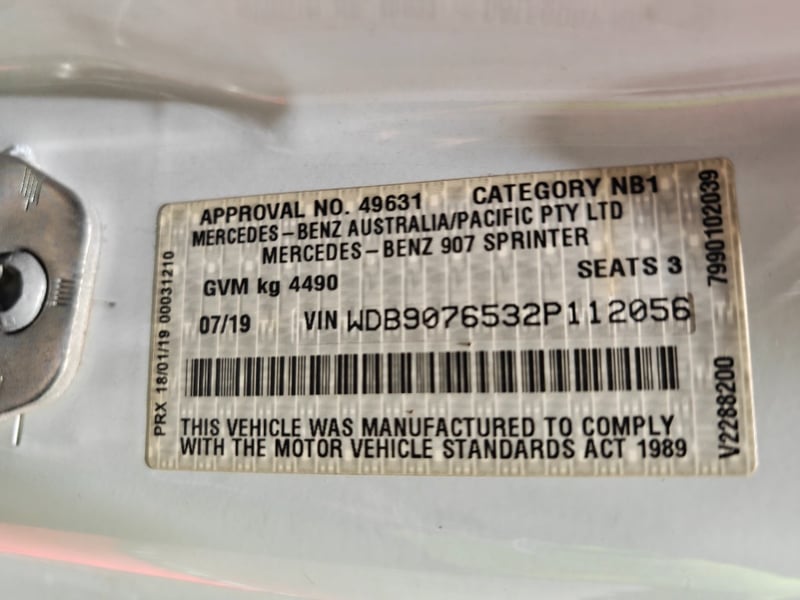 APPROVAL NO. 49631 CATEGORY NB1
MERCEDES-BENZ AUSTRALIA/PACIFIC PTY LTD
MERCEDES-BENZ 907 SPRINTER
GVM kg 4490 SEATS 3
07/19 VIN WDB9076532P112056
THIS VEHICLE WAS MANUFACTURED TO COMPLY
WITH THE MOTOR VEHICLE STANDARDS ACT 1989
PRX 18/01/19 00031210
V2288200 7990102039